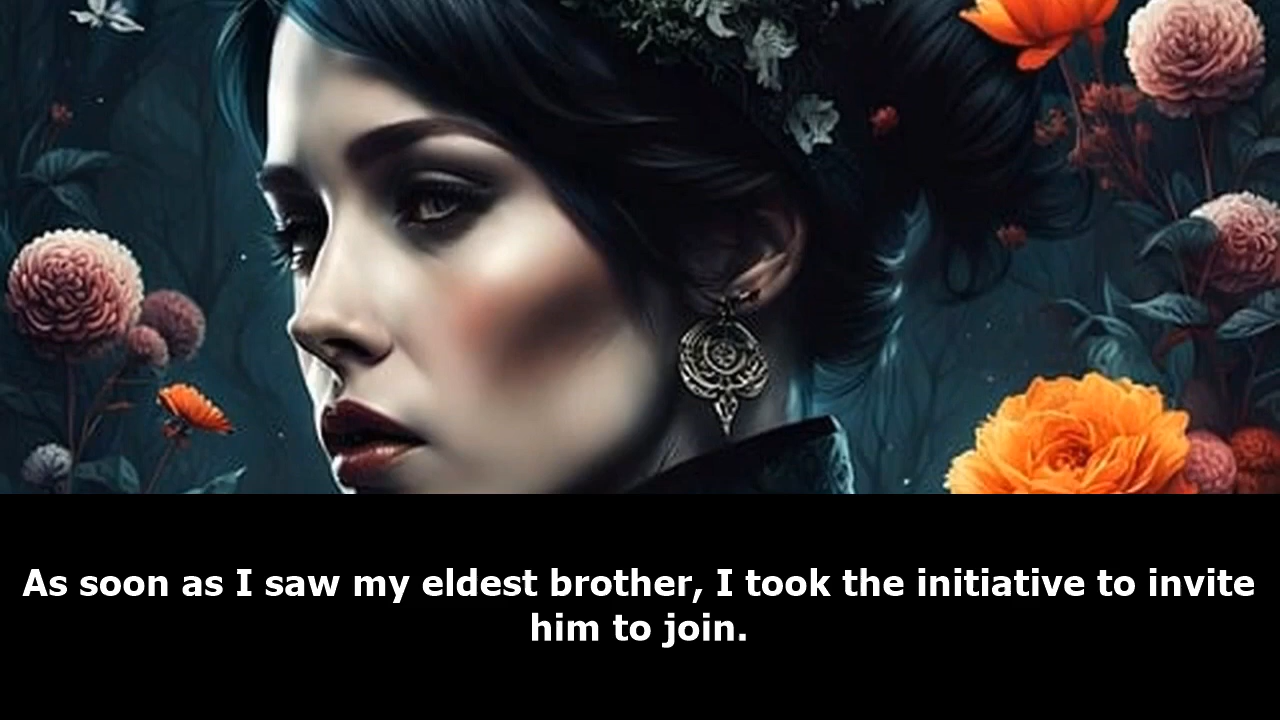 As soon as I saw my eldest brother, I took the initiative to invite
him to join.